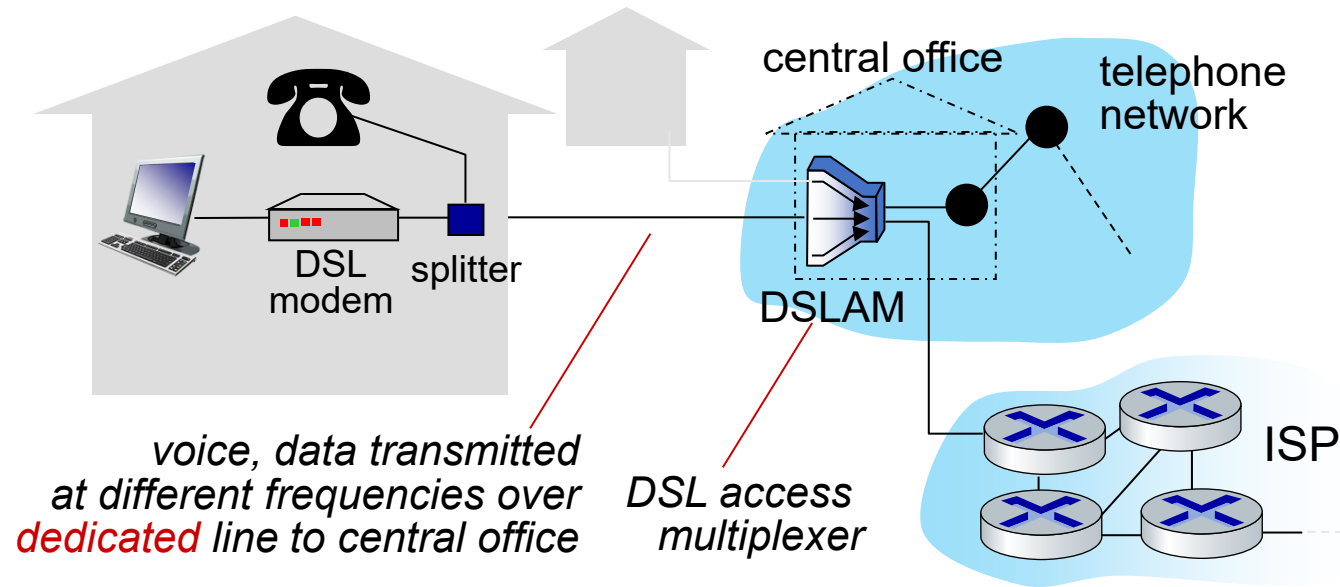 central office
telephone
network
DSL
modem
splitter
DSLAM
voice, data transmitted
at different frequencies over
dedicated line to central office
DSL access
multiplexer
ISP